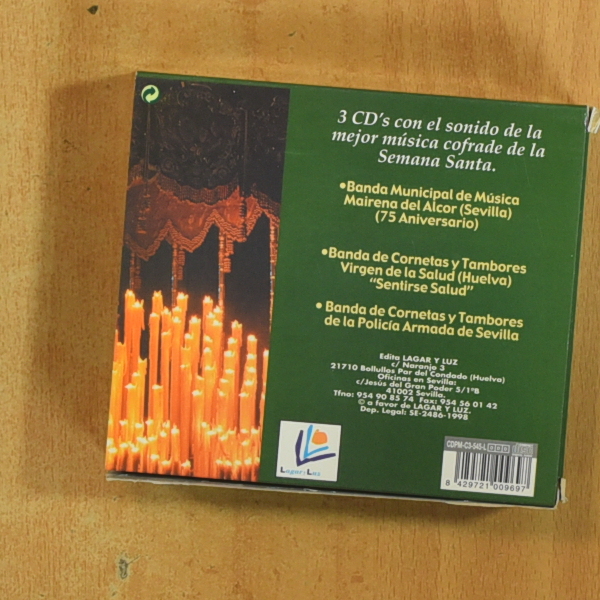 3 CD's con el sonido de la
mejor música cofrade de la
Semana Santa.
•Banda Municipal de Música
Mairena del Alcor (Sevilla)
(75 Aniversario)
•Banda de Cornetas y Tambores
Virgen de la Salud (Huelva)
"Sentirse Salud"
• Banda de Cornetas y Tambores
de la Policía Armada de Sevilla
Edita LAGAR Y LUZ
c/ Naranjo 3
21710 Bollullos Par del Condado (Huelva)
Oficinas en Sevilla:
c/Jesús del Gran Poder 5/1ºB
41002 Sevilla.
Tfno: 954 90 85 74 Fax: 954 56 01 42
© a favor de LAGAR Y LUZ.
Dep. Legal: SE-2486-1998
Lagar y Luz
CDPM-C3-045-L
8 429721 009697